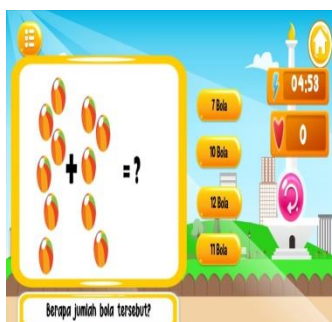 04:53
7 Bola
0
10 Bola
+ = ?
12 Bola
11 Bola
Berapa jumlah bola tersebut?